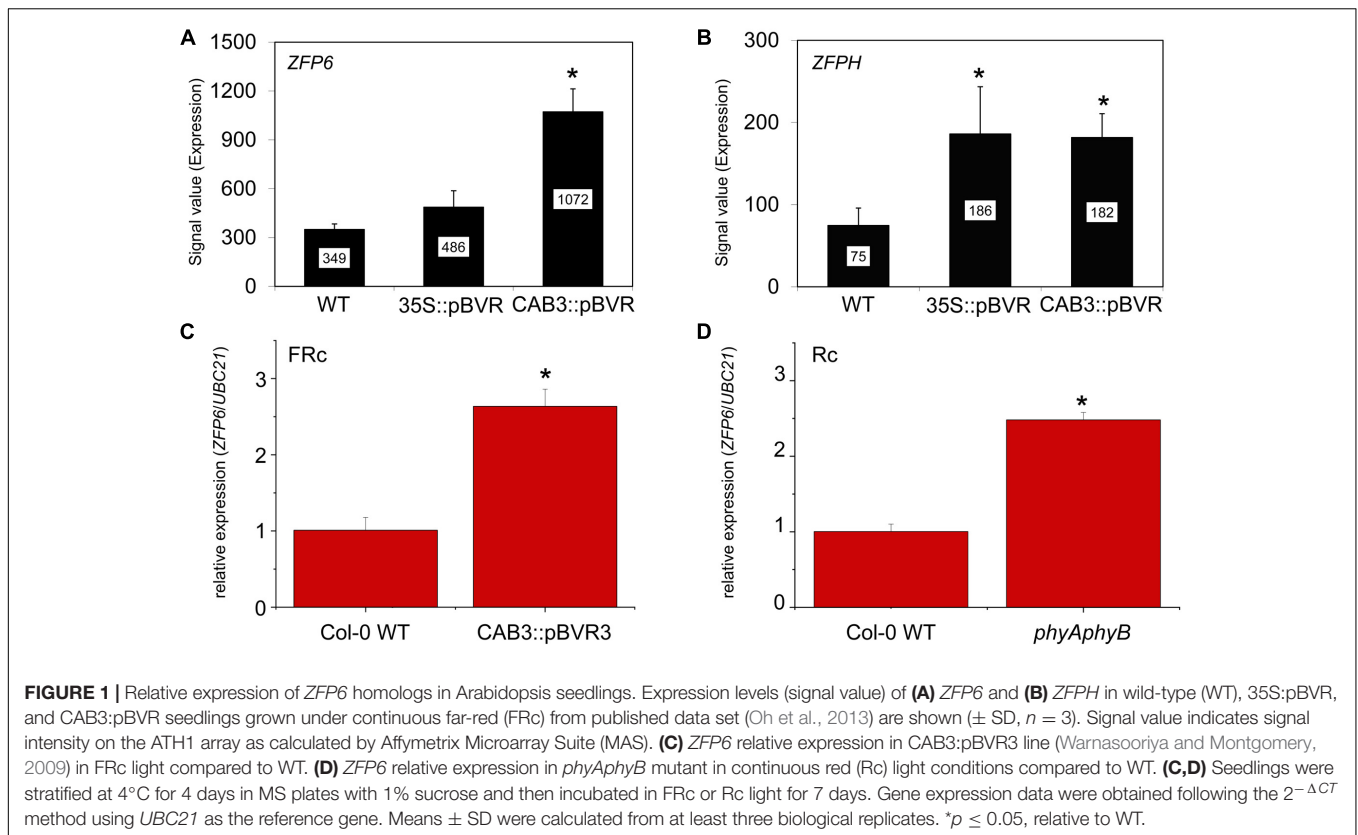 A
1500
1200
900
600
300
0
Signal value (Expression)
ZFP6
*
349
486
1072
WT 35S::pBVR CAB3::pBVR
B
300
200
100
0
Signal value (Expression)
ZFPH
*
*
75
186
182
WT 35S::pBVR CAB3::pBVR
C
relative expression (ZFP6/UBC21)
FRc
3
2
1
0
*
Col-0 WT CAB3::pBVR3
D
relative expression (ZFP6/UBC21)
Rc
3
2
1
0
*
Col-0 WT phyAphyB
FIGURE 1 | Relative expression of ZFP6 homologs in Arabidopsis seedlings. Expression levels (signal value) of (A) ZFP6 and (B) ZFPH in wild-type (WT), 35S:pBVR,
and CAB3:pBVR seedlings grown under continuous far-red (FRc) from published data set (Oh et al., 2013) are shown (± SD, n = 3). Signal value indicates signal
intensity on the ATH1 array as calculated by Affymetrix Microarray Suite (MAS). (C) ZFP6 relative expression in CAB3:pBVR3 line (Warnasooriya and Montgomery,
2009) in FRc light compared to WT. (D) ZFP6 relative expression in phyAphyB mutant in continuous red (Rc) light conditions compared to WT. (C,D) Seedlings were
stratified at 4°C for 4 days in MS plates with 1% sucrose and then incubated in FRc or Rc light for 7 days. Gene expression data were obtained following the 2^−ΔCT
method using UBC21 as the reference gene. Means ± SD were calculated from at least three biological replicates. *p ≤ 0.05, relative to WT.